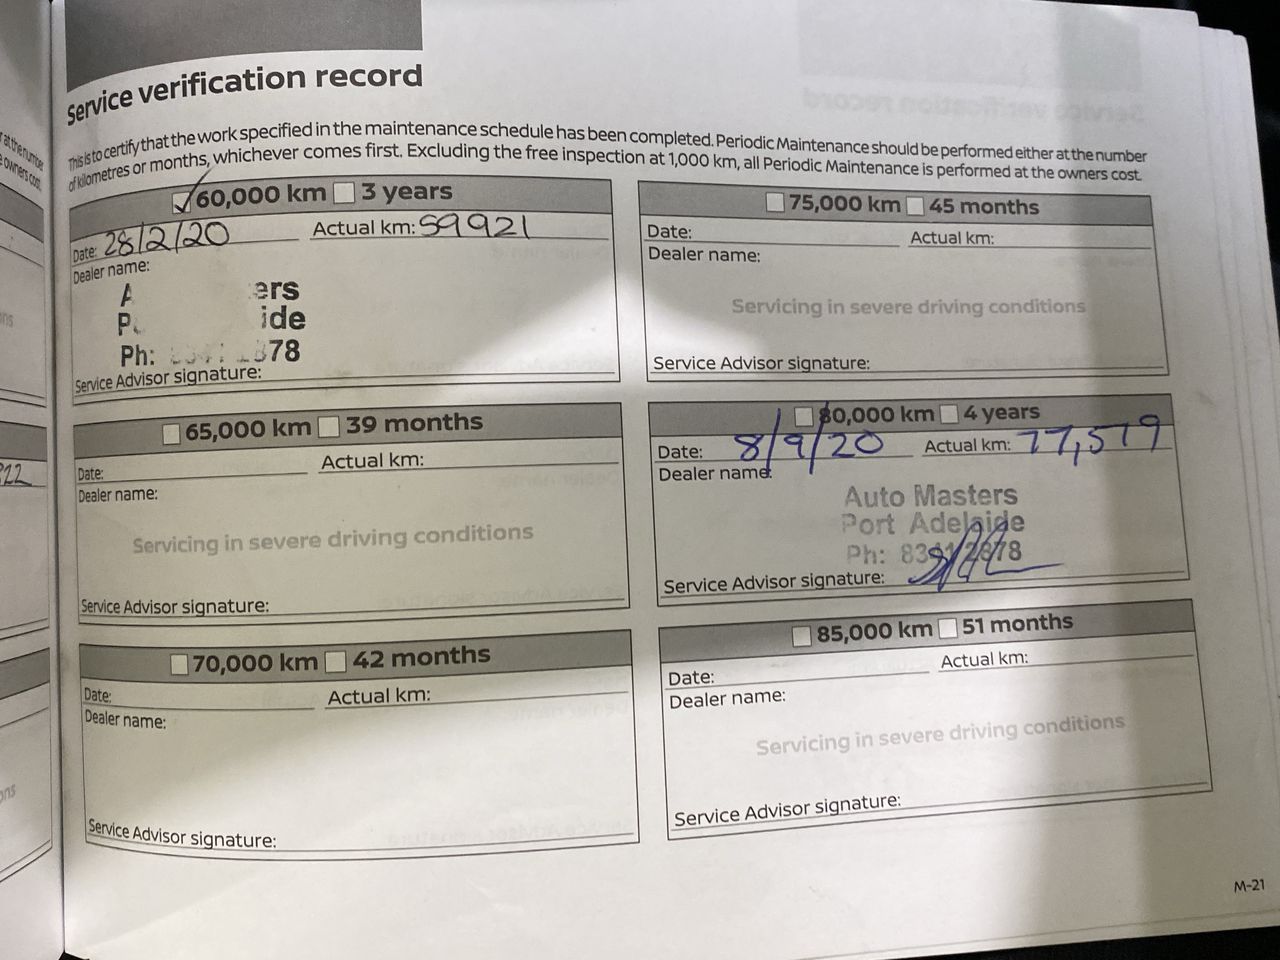 Service verification record
This is to certify that the work specified in the maintenance schedule has been completed. Periodic Maintenance should be performed either at the number
of kilometres or months, whichever comes first. Excluding the free inspection at 1,000 km, all Periodic Maintenance is performed at the owners cost.
60,000 km 3 years
Date: 28/2/20 Actual km: 59921
Dealer name:
Ph:
Service Advisor signature:
65,000 km 39 months
Date: Actual km:
Dealer name:
Servicing in severe driving conditions
Service Advisor signature:
70,000 km 42 months
Date: Actual km:
Dealer name:
Service Advisor signature:
75,000 km 45 months
Date: Actual km:
Dealer name:
Servicing in severe driving conditions
Service Advisor signature:
80,000 km 4 years
Date: 8/9/20 Actual km: 77,579
Dealer name:
Auto Masters
Port Adelaide
Ph: 83412878
Service Advisor signature:
85,000 km 51 months
Date: Actual km:
Dealer name:
Servicing in severe driving conditions
Service Advisor signature:
M-21